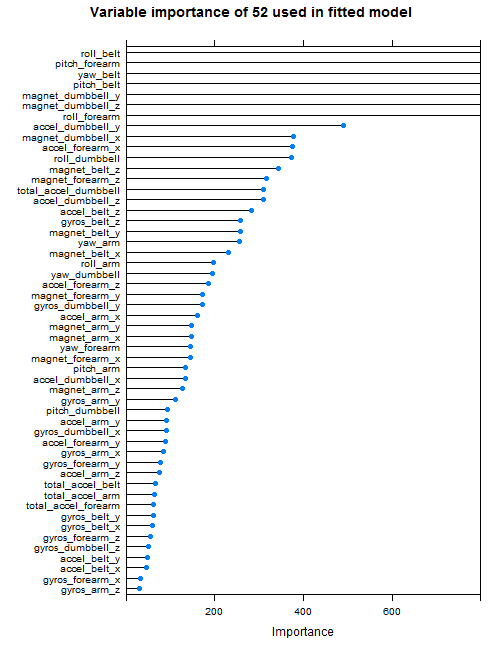 Variable importance of 52 used in fitted model
roll_belt
pitch_forearm
yaw_belt
pitch_belt
magnet_dumbbell_y
magnet_dumbbell_z
roll_forearm
accel_dumbbell_y
magnet_dumbbell_x
accel_forearm_x
roll_dumbbell
magnet_belt_z
magnet_forearm_z
total_accel_dumbbell
accel_dumbbell_z
accel_belt_z
gyros_belt_z
magnet_belt_y
yaw_arm
magnet_belt_x
roll_arm
yaw_dumbbell
accel_forearm_z
magnet_forearm_y
gyros_dumbbell_y
accel_arm_x
magnet_arm_y
magnet_arm_x
yaw_forearm
magnet_forearm_x
pitch_arm
accel_dumbbell_x
magnet_arm_z
gyros_arm_y
pitch_dumbbell
accel_arm_y
gyros_dumbbell_x
accel_forearm_y
gyros_arm_x
gyros_forearm_y
accel_arm_z
total_accel_belt
total_accel_arm
total_accel_forearm
gyros_belt_y
gyros_belt_x
gyros_forearm_z
gyros_dumbbell_z
accel_belt_y
accel_belt_x
gyros_forearm_x
gyros_arm_z
200 400 600
Importance